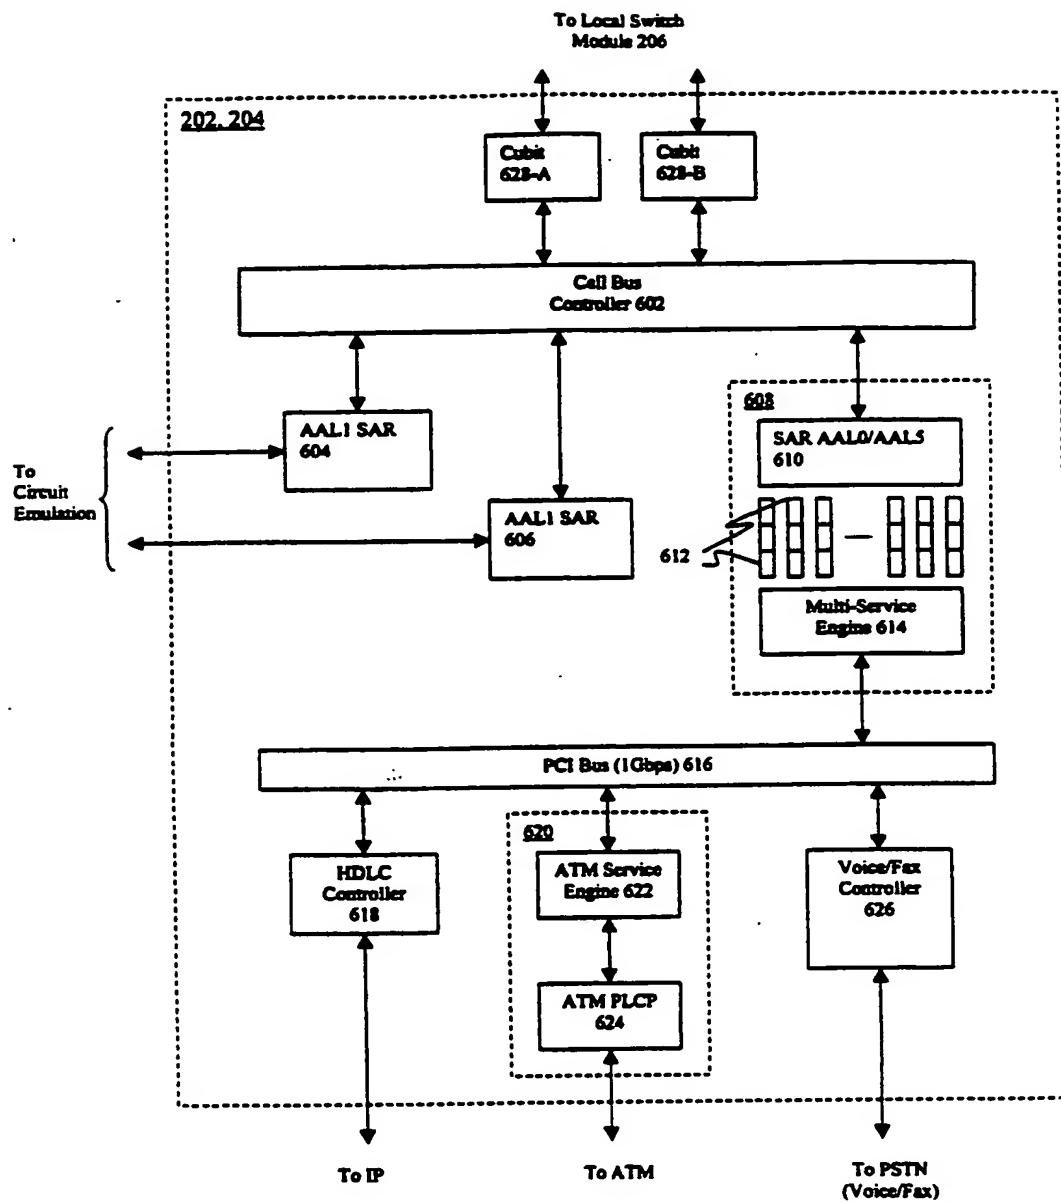 To Local Switch
Module 206
202, 204
Cubit
628-A
Cubit
628-B
Cell Bus
Controller 602
608
AAL1 SAR
604
SAR AAL0/AAL5
610
To
Circuit
Emulation
AAL1 SAR
606
612
Multi-Service
Engine 614
PCI Bus (1Gbps) 616
620
HDLC
Controller
618
ATM Service
Engine 622
Voice/Fax
Controller
626
ATM PLCP
624
To IP
To ATM
To PSTN
(Voice/Fax)